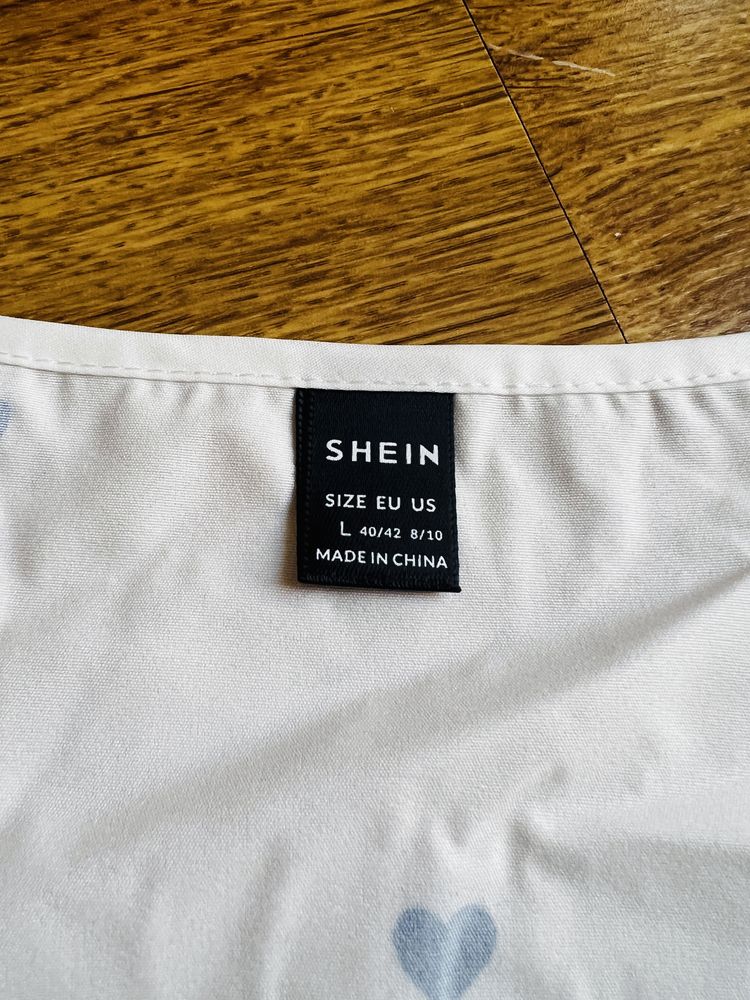 SHEIN
SIZE EU US
L 40/42 8/10
MADE IN CHINA